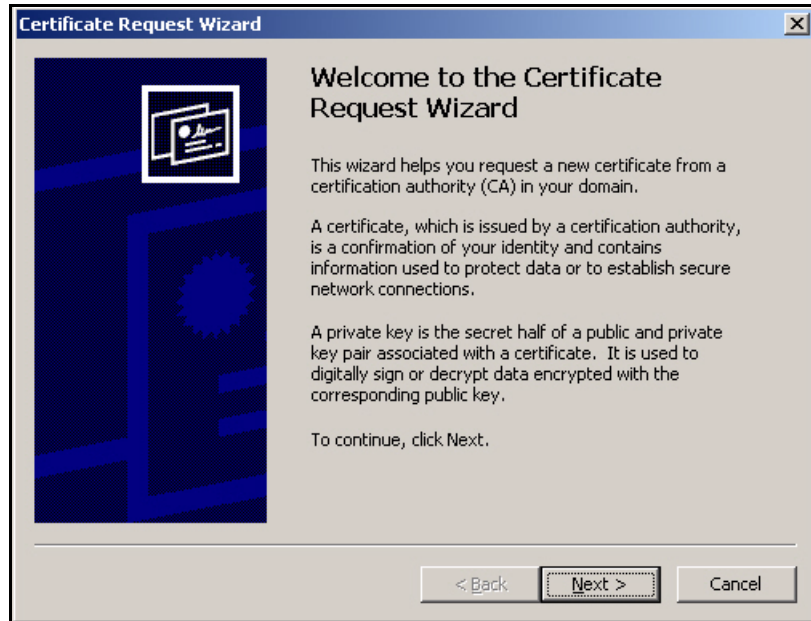 Certificate Request Wizard
Welcome to the Certificate
Request Wizard
This wizard helps you request a new certificate from a
certification authority (CA) in your domain.
A certificate, which is issued by a certification authority,
is a confirmation of your identity and contains
information used to protect data or to establish secure
network connections.
A private key is the secret half of a public and private
key pair associated with a certificate.  It is used to
digitally sign or decrypt data encrypted with the
corresponding public key.
To continue, click Next.
< Back Next > Cancel